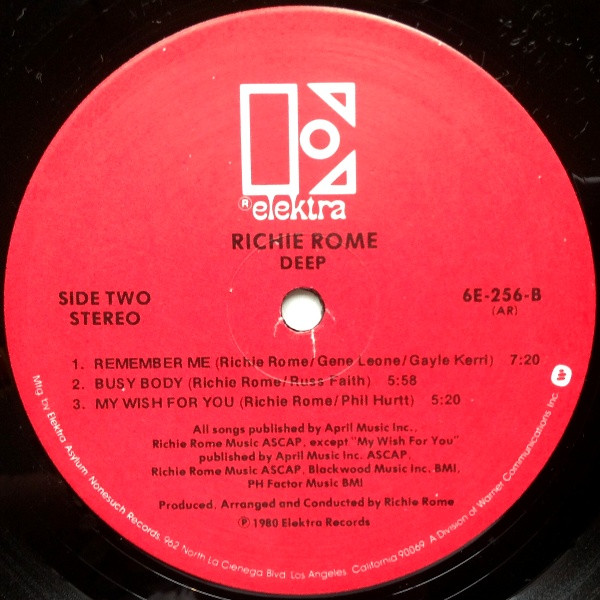 ® elektra
RICHIE ROME
DEEP
SIDE TWO
STEREO
6E-256-B
(AR)
1. REMEMBER ME (Richie Rome/Gene Leone/Gayle Kerri) 7:20
2. BUSY BODY (Richie Rome/Russ Faith) 5:58
3. MY WISH FOR YOU (Richie Rome/Phil Hurtt) 5:20
All songs published by April Music Inc.,
Richie Rome Music ASCAP, except "My Wish For You"
published by April Music Inc. ASCAP,
Richie Rome Music ASCAP, Blackwood Music Inc. BMI,
PH Factor Music BMI
Produced, Arranged and Conducted by Richie Rome
℗ 1980 Elektra Records
Mfg. by Elektra Asylum Nonesuch Records, 962 North La Cienega Blvd. Los Angeles, California 90069. A Division of Warner Communications Inc.